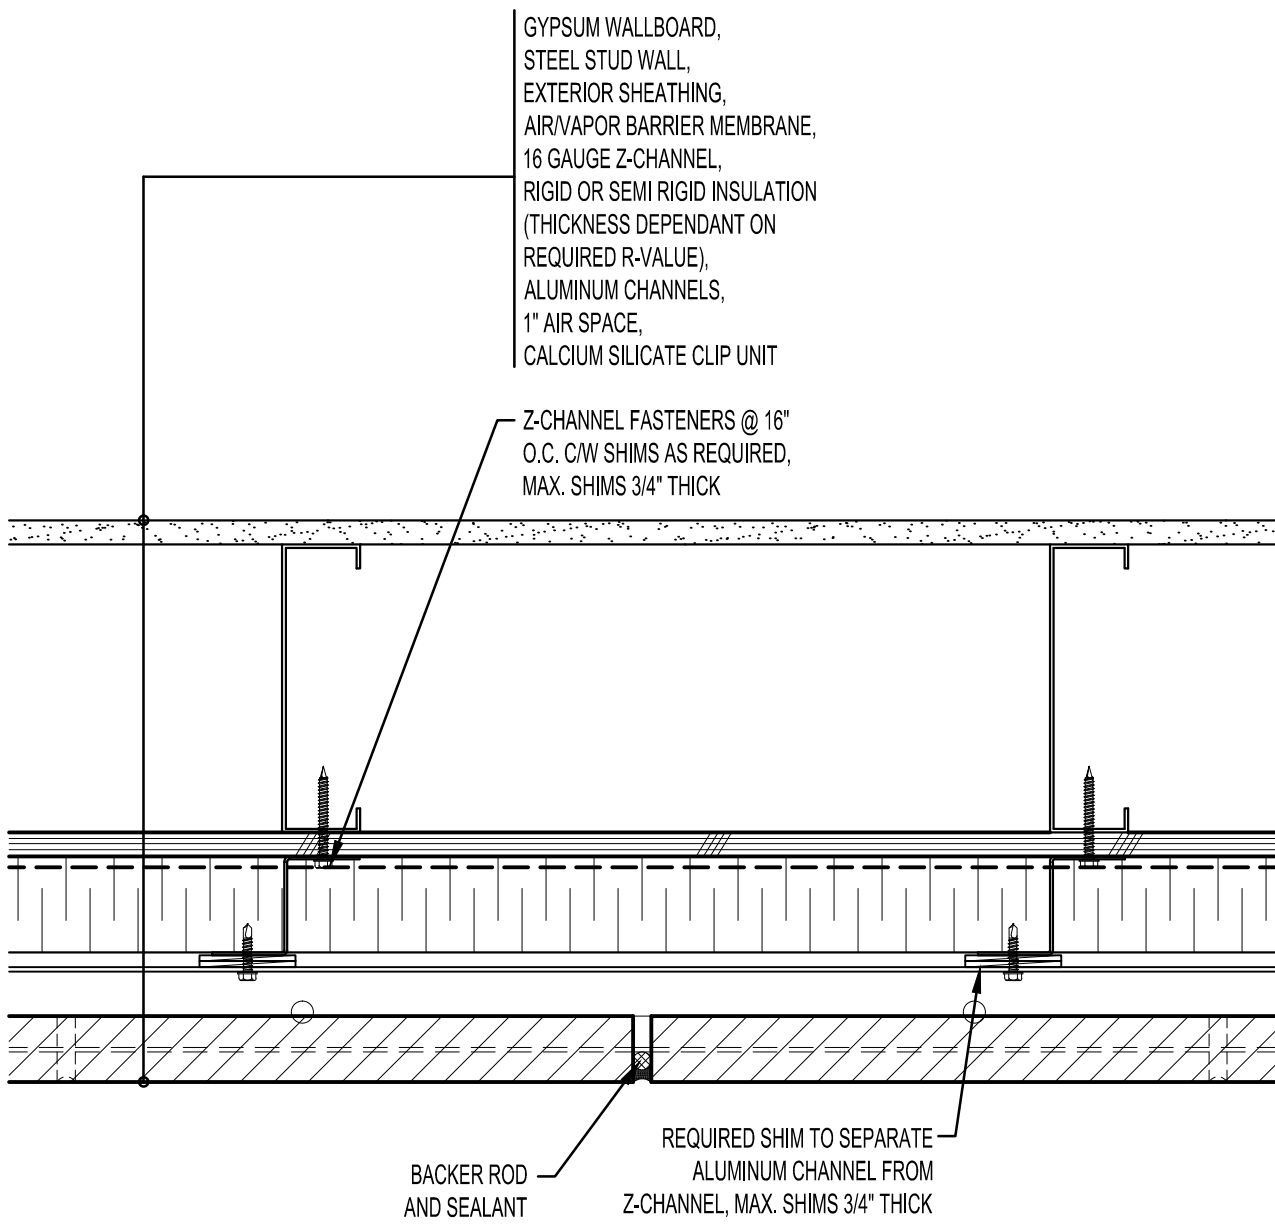 GYPSUM WALLBOARD,
STEEL STUD WALL,
EXTERIOR SHEATHING,
AIR/VAPOR BARRIER MEMBRANE,
16 GAUGE Z-CHANNEL,
RIGID OR SEMI RIGID INSULATION
(THICKNESS DEPENDANT ON
REQUIRED R-VALUE),
ALUMINUM CHANNELS,
1" AIR SPACE,
CALCIUM SILICATE CLIP UNIT
Z-CHANNEL FASTENERS @ 16"
O.C. C/W SHIMS AS REQUIRED,
MAX. SHIMS 3/4" THICK
BACKER ROD
AND SEALANT
REQUIRED SHIM TO SEPARATE
ALUMINUM CHANNEL FROM
Z-CHANNEL, MAX. SHIMS 3/4" THICK